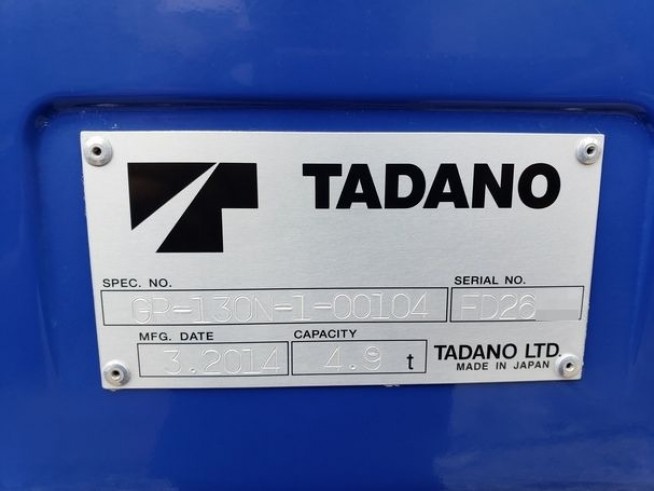 TADANO
SPEC. NO. SERIAL NO.
GP-130N-1-00104 FD26
MFG. DATE CAPACITY
3.2014 4.9 t TADANO LTD.
MADE IN JAPAN